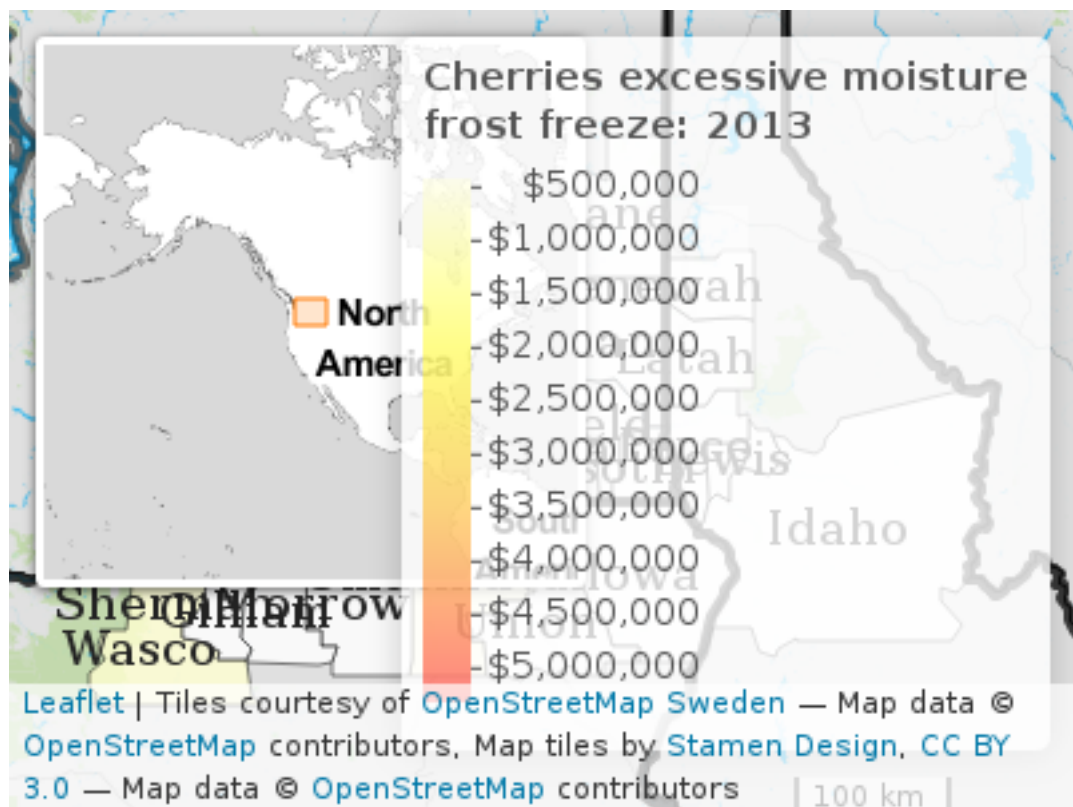 Cherries excessive moisture
frost freeze: 2013
$500,000
$1,000,000
$1,500,000
$2,000,000
$2,500,000
$3,000,000
$3,500,000
$4,000,000
$4,500,000
$5,000,000
North
America
South
Latah
Idaho
Union
Morrow
Wasco
Leaflet | Tiles courtesy of OpenStreetMap Sweden — Map data ©
OpenStreetMap contributors, Map tiles by Stamen Design, CC BY
3.0 — Map data © OpenStreetMap contributors
100 km